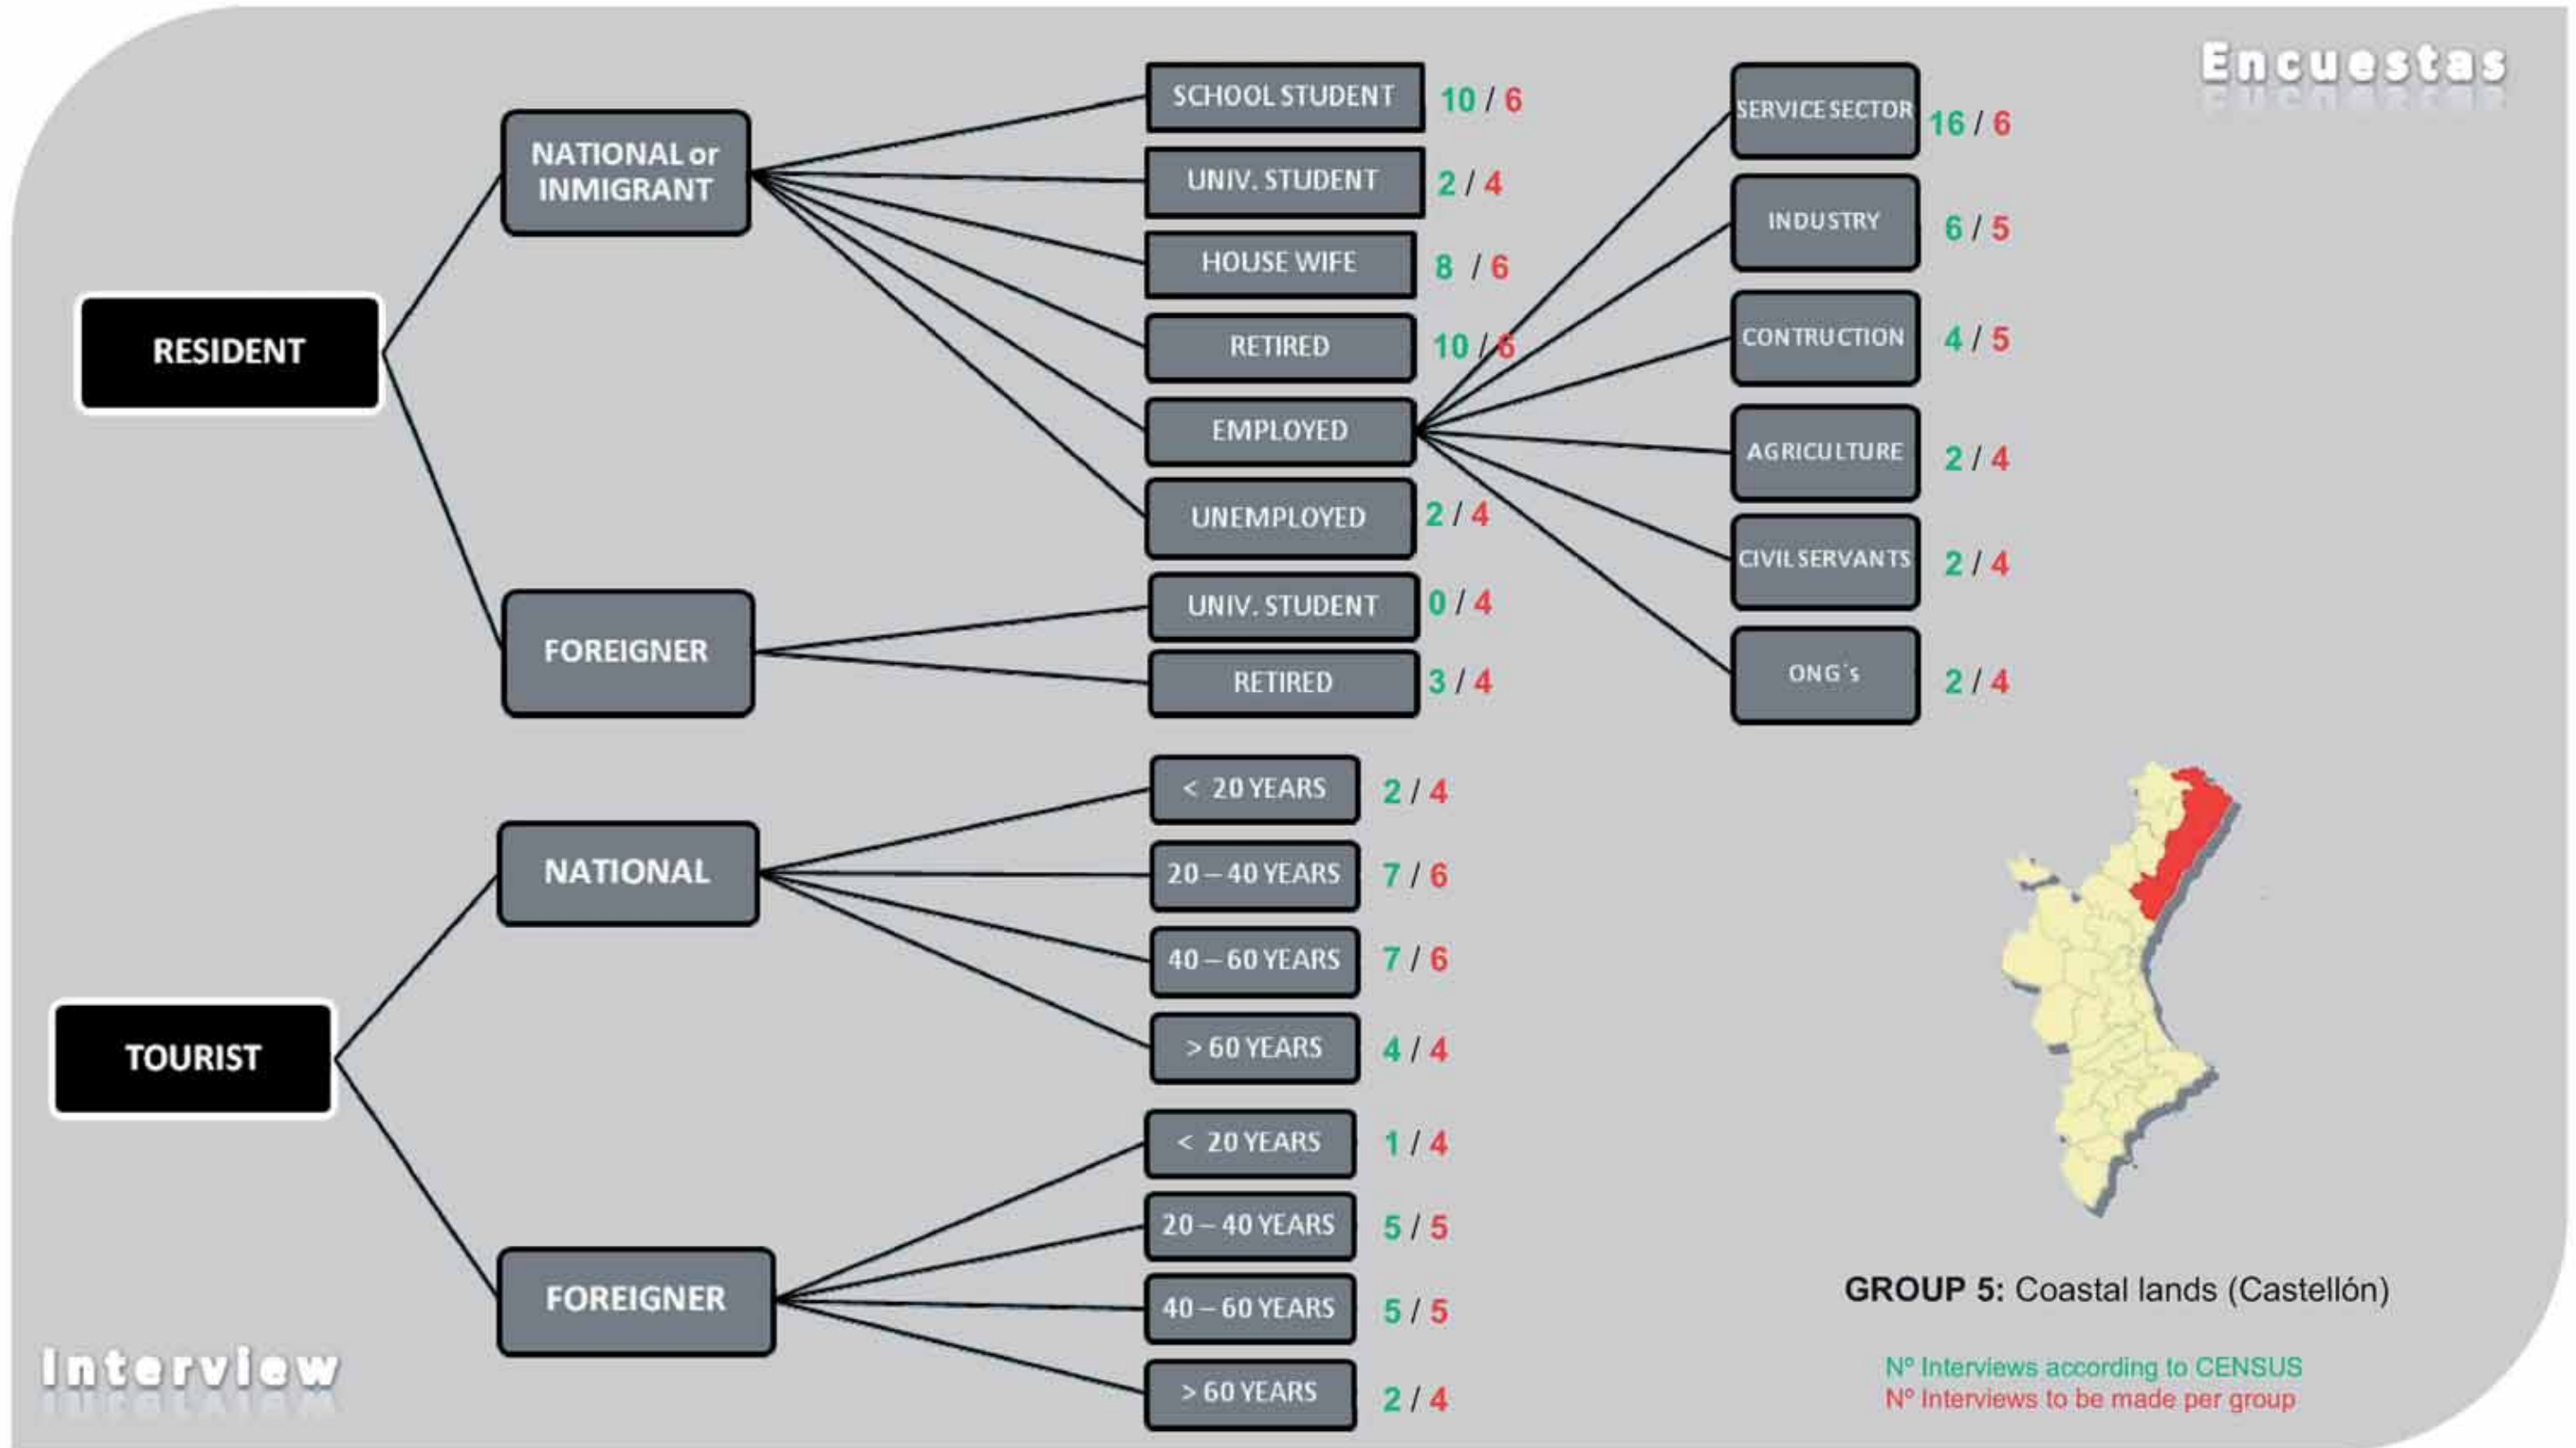 Encuestas
RESIDENT
NATIONAL or
INMIGRANT
SCHOOL STUDENT 10 / 6
UNIV. STUDENT 2 / 4
HOUSE WIFE 8 / 6
RETIRED 10 / 6
EMPLOYED
UNEMPLOYED 2 / 4
SERVICE SECTOR 16 / 6
INDUSTRY 6 / 5
CONTRUCTION 4 / 5
AGRICULTURE 2 / 4
CIVIL SERVANTS 2 / 4
ONG´s 2 / 4
FOREIGNER
UNIV. STUDENT 0 / 4
RETIRED 3 / 4
TOURIST
NATIONAL
< 20 YEARS 2 / 4
20 – 40 YEARS 7 / 6
40 – 60 YEARS 7 / 6
> 60 YEARS 4 / 4
FOREIGNER
< 20 YEARS 1 / 4
20 – 40 YEARS 5 / 5
40 – 60 YEARS 5 / 5
> 60 YEARS 2 / 4
GROUP 5: Coastal lands (Castellón)
Nº Interviews according to CENSUS
Nº Interviews to be made per group
Interview